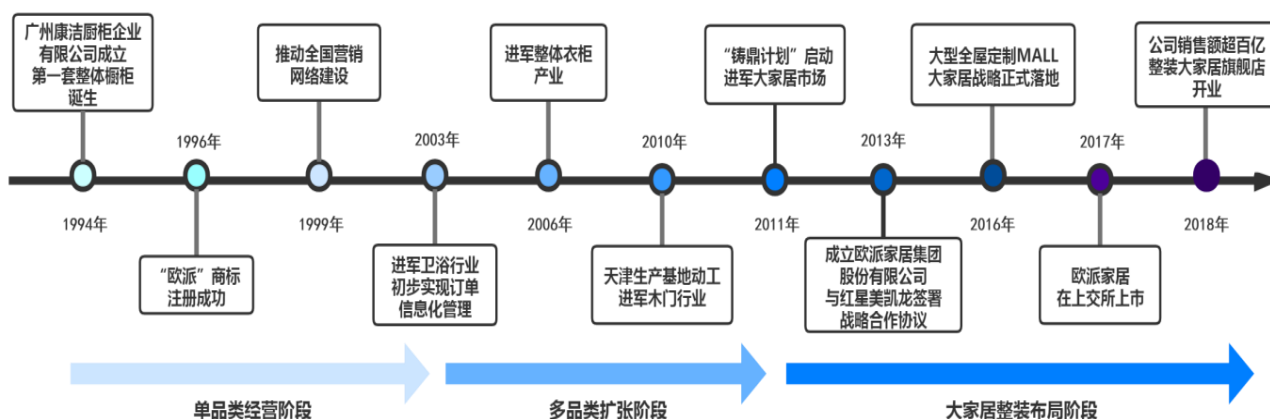 广州康洁厨柜企业
有限公司成立
第一套整体橱柜
诞生
推动全国营销
网络建设
进军整体衣柜
产业
“铸鼎计划”启动
进军大家居市场
大型全屋定制MALL
大家居战略正式落地
公司销售额超百亿
整装大家居旗舰店
开业
1996年
2003年
2010年
2013年
2017年
1994年
1999年
2006年
2011年
2016年
2018年
“欧派”商标
注册成功
进军卫浴行业
初步实现订单
信息化管理
天津生产基地动工
进军木门行业
成立欧派家居集团
股份有限公司
与红星美凯龙签署
战略合作协议
欧派家居
在上交所上市
单品类经营阶段
多品类扩张阶段
大家居整装布局阶段